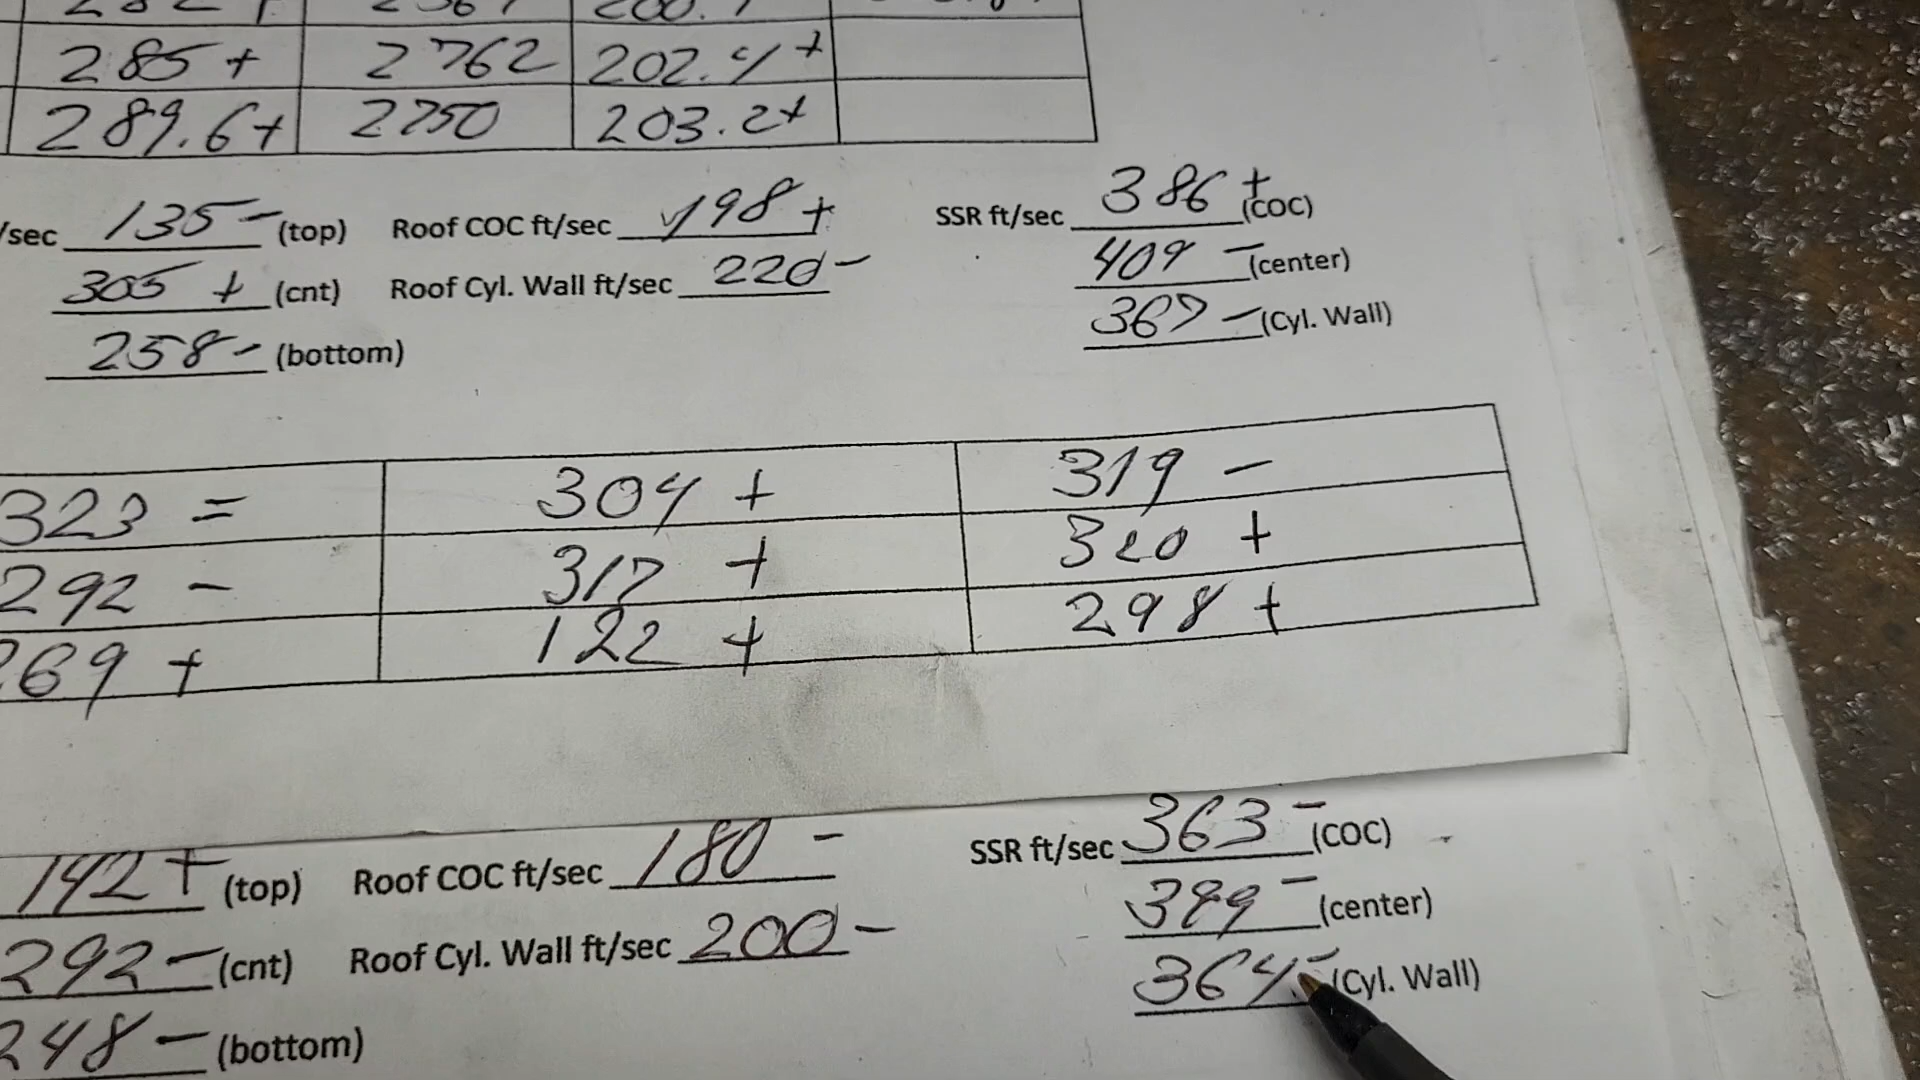 285 + 2762 202.4 +
289.6+ 2750 203.2+
/sec 135 - (top) Roof COC ft/sec 198 + SSR ft/sec 386 + (COC)
305 + (cnt) Roof Cyl. Wall ft/sec 220 - 409 - (center)
258 - (bottom) 367 - (Cyl. Wall)
323 = 304 + 319 -
292 - 317 + 320 +
269 + 122 + 298 +
142 + (top) Roof COC ft/sec 180 - SSR ft/sec 363 - (COC)
292 - (cnt) Roof Cyl. Wall ft/sec 200 - 389 - (center)
248 - (bottom) 364 - (Cyl. Wall)